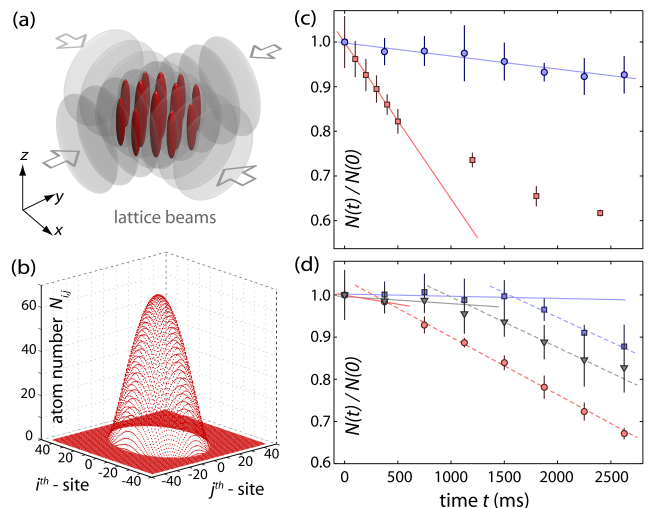 (a)
z
y
x
lattice beams
(b)
atom number N i,j
60
40
20
0
40
20
0
-20
-40
-40
-20
0
20
40
i th - site
j th - site
(c)
1.0
0.9
0.8
0.7
0.6
N(t) / N(0)
(d)
1.0
0.9
0.8
0.7
0.6
N(t) / N(0)
0
500
1000
1500
2000
2500
time t (ms)